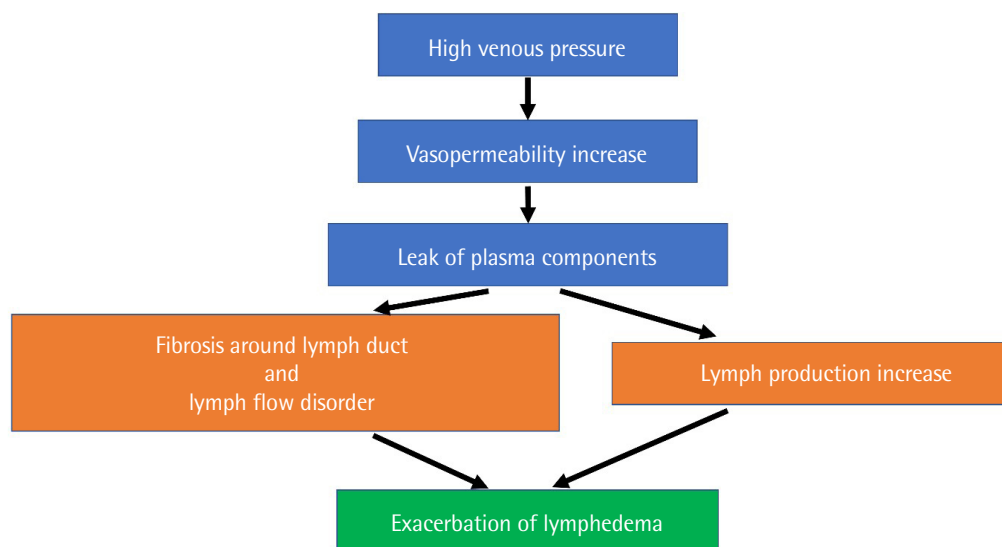 High venous pressure
Vasopermeability increase
Leak of plasma components
Fibrosis around lymph duct
and
lymph flow disorder
Lymph production increase
Exacerbation of lymphedema